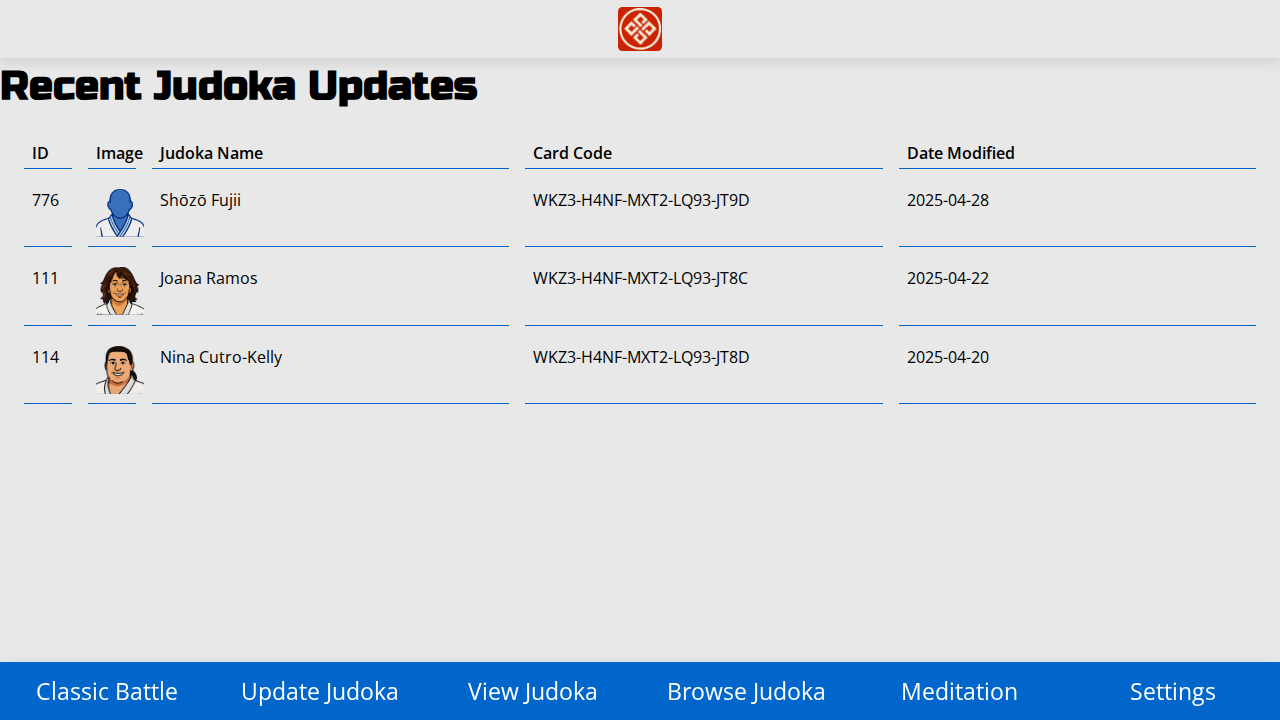 Recent Judoka Updates
ID Image Judoka Name Card Code Date Modified
776 Shōzō Fujii WKZ3-H4NF-MXT2-LQ93-JT9D 2025-04-28
111 Joana Ramos WKZ3-H4NF-MXT2-LQ93-JT8C 2025-04-22
114 Nina Cutro-Kelly WKZ3-H4NF-MXT2-LQ93-JT8D 2025-04-20
Classic Battle Update Judoka View Judoka Browse Judoka Meditation Settings